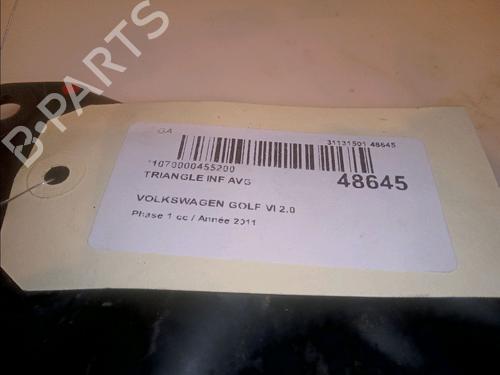 B-PARTS
GA
31131501 48645
*1070000455200
TRIANGLE INF AVG
48645
VOLKSWAGEN GOLF VI 2.0
Phase 1 cc / Année 2011